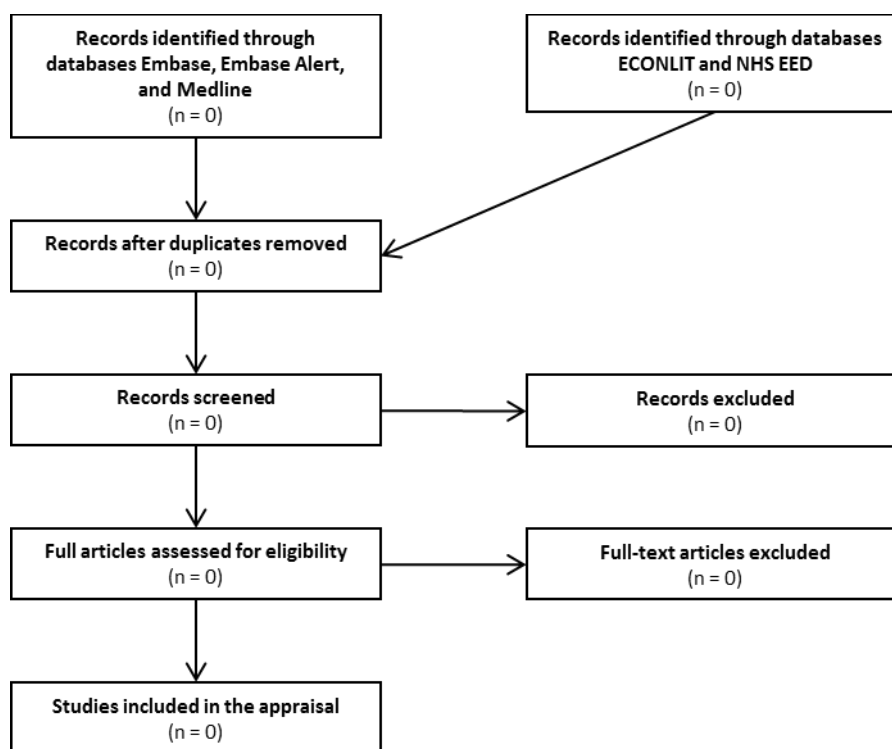 Records identified through
databases Embase, Embase Alert,
and Medline
(n = 0)
Records identified through databases
ECONLIT and NHS EED
(n = 0)
Records after duplicates removed
(n = 0)
Records screened
(n = 0)
Records excluded
(n = 0)
Full articles assessed for eligibility
(n = 0)
Full-text articles excluded
(n = 0)
Studies included in the appraisal
(n = 0)